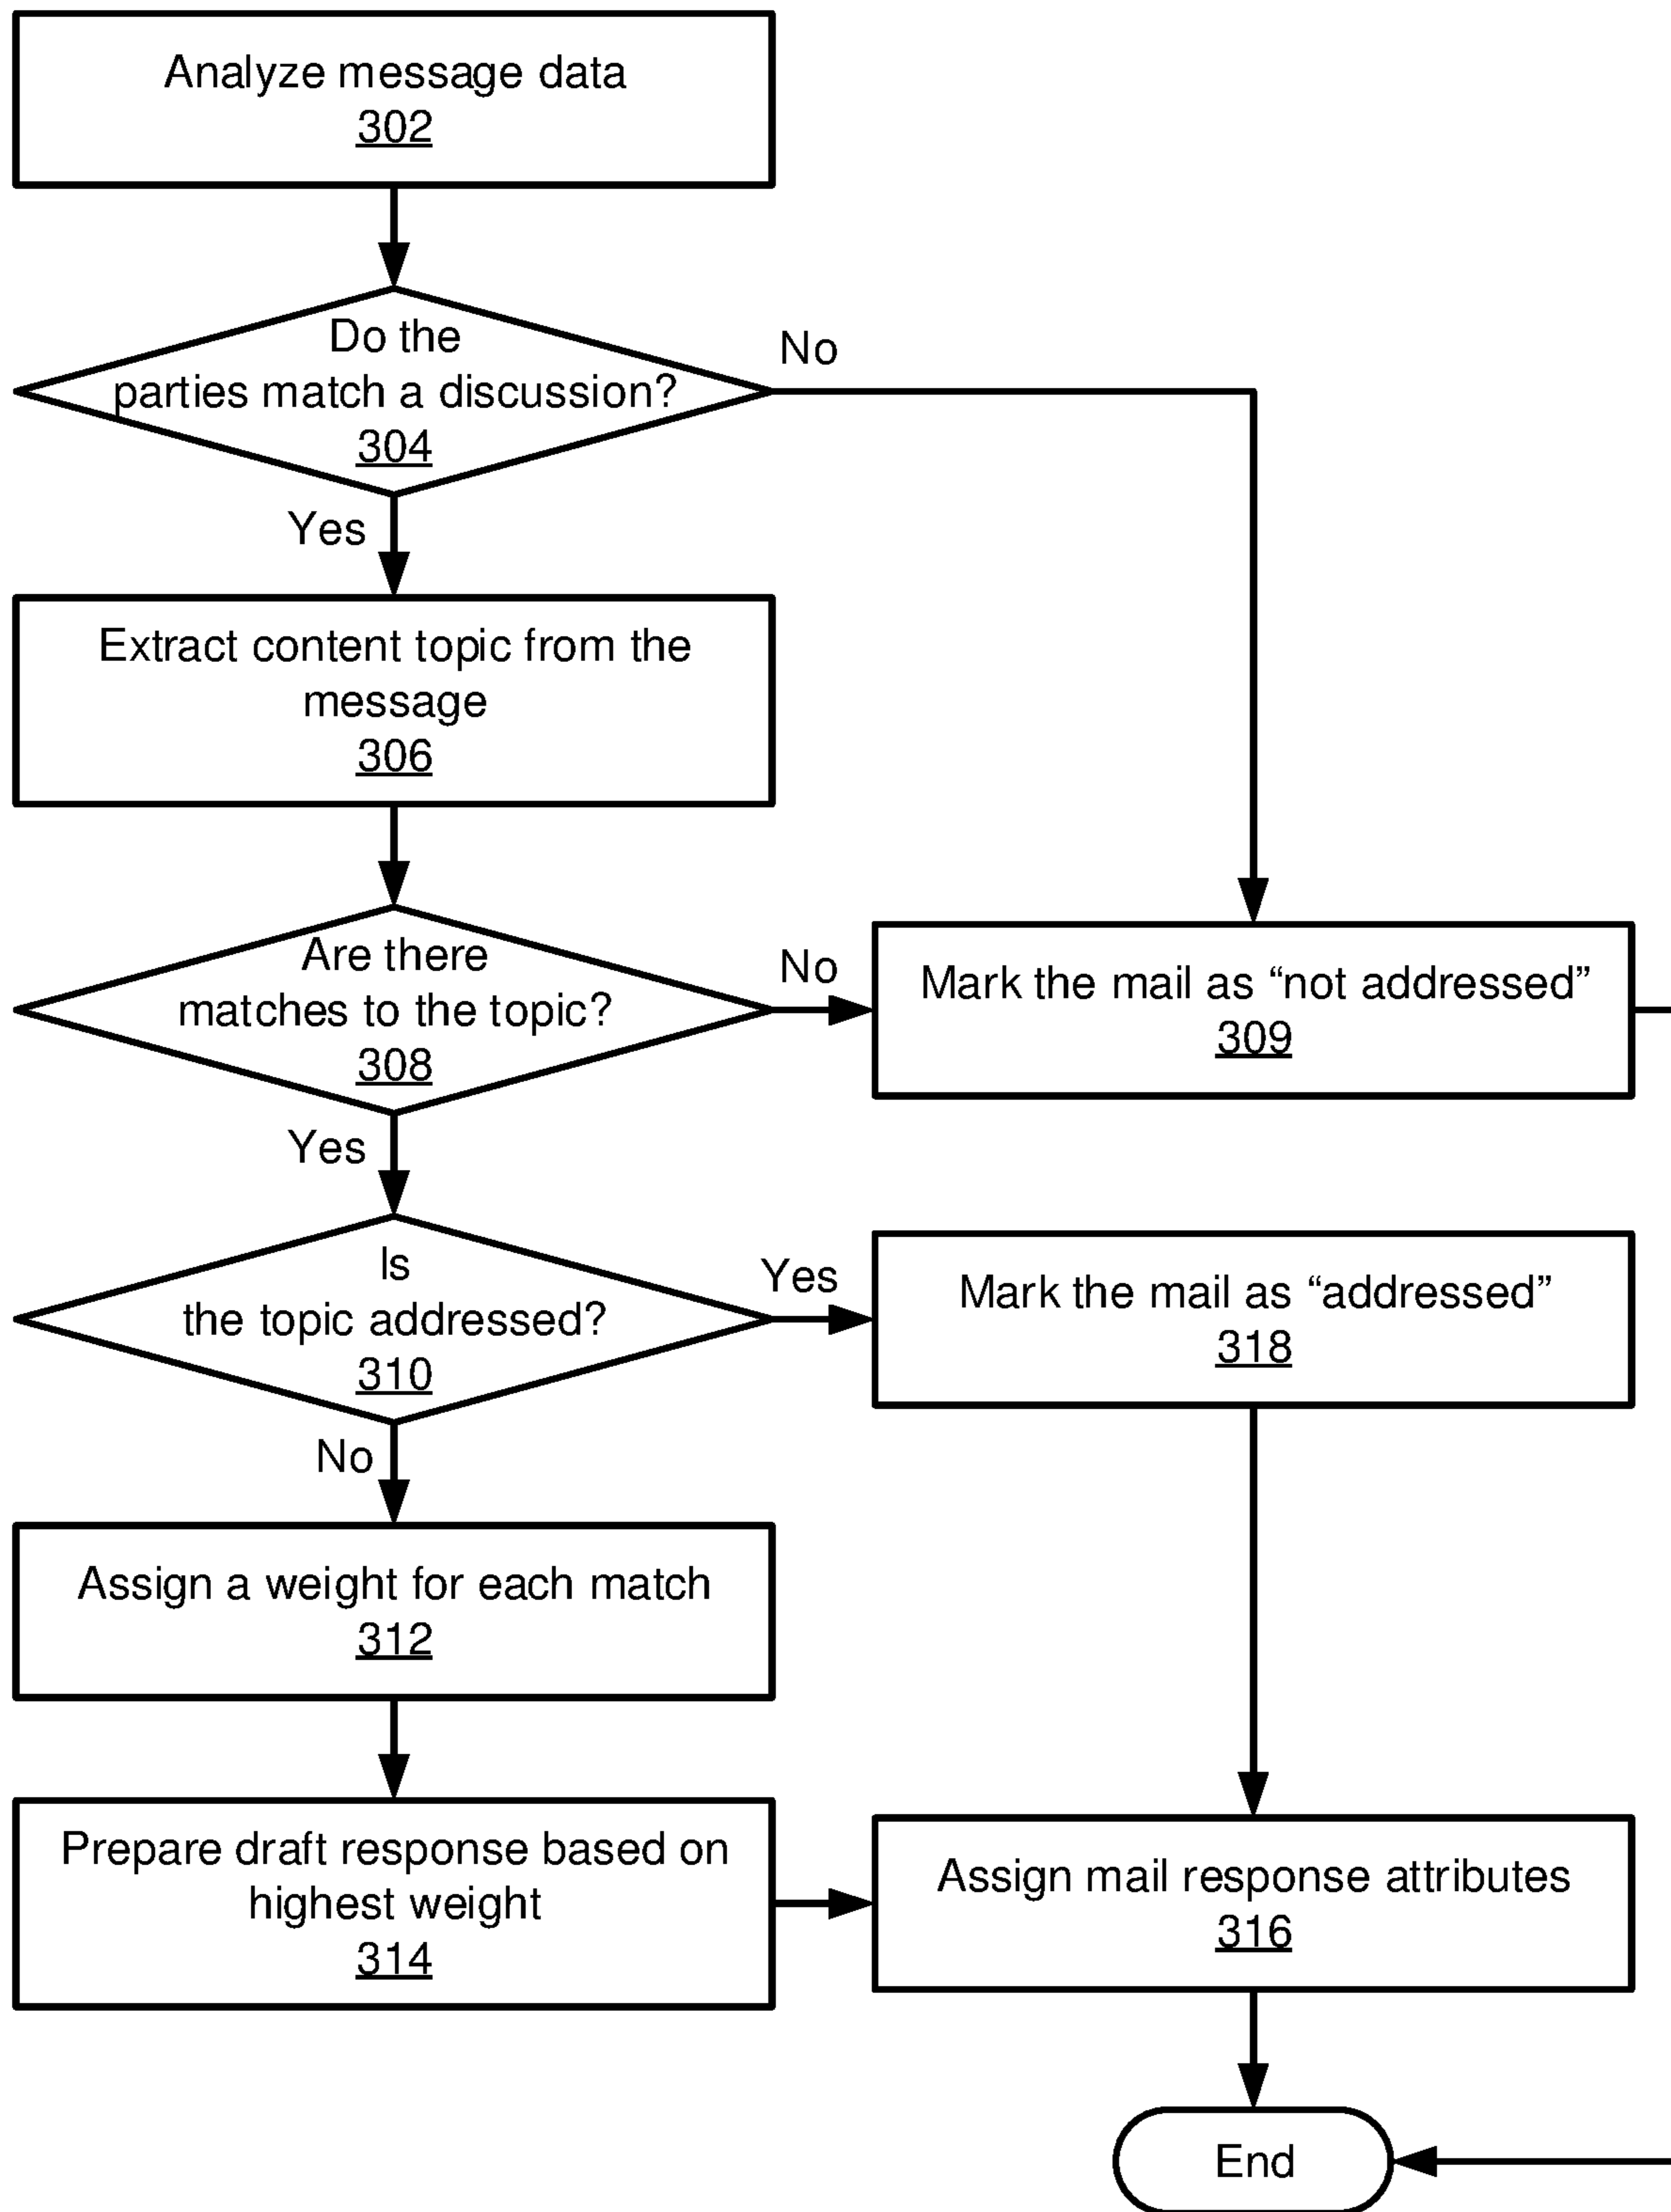 Analyze message data
302
Do the
parties match a discussion?
304
No
Yes
Extract content topic from the
message
306
Are there
matches to the topic?
308
No
Mark the mail as “not addressed”
309
Yes
Is
the topic addressed?
310
Yes
Mark the mail as “addressed”
318
No
Assign a weight for each match
312
Prepare draft response based on
highest weight
314
Assign mail response attributes
316
End